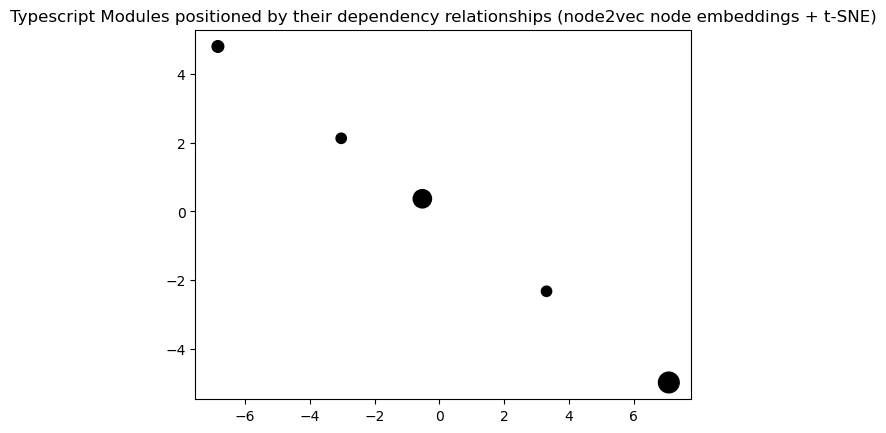 Typescript Modules positioned by their dependency relationships (node2vec node embeddings + t-SNE)
4
2
0
−2
−4
−6 −4 −2 0 2 4 6